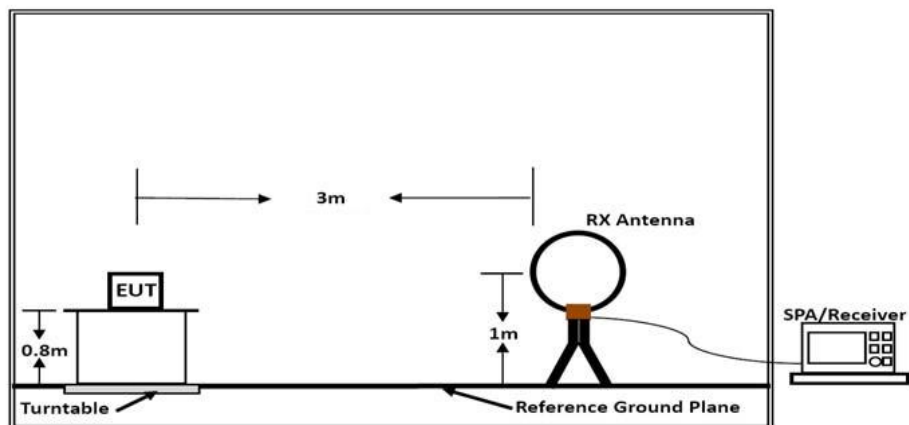 3m
RX Antenna
EUT
SPA/Receiver
0.8m
1m
Turntable
Reference Ground Plane